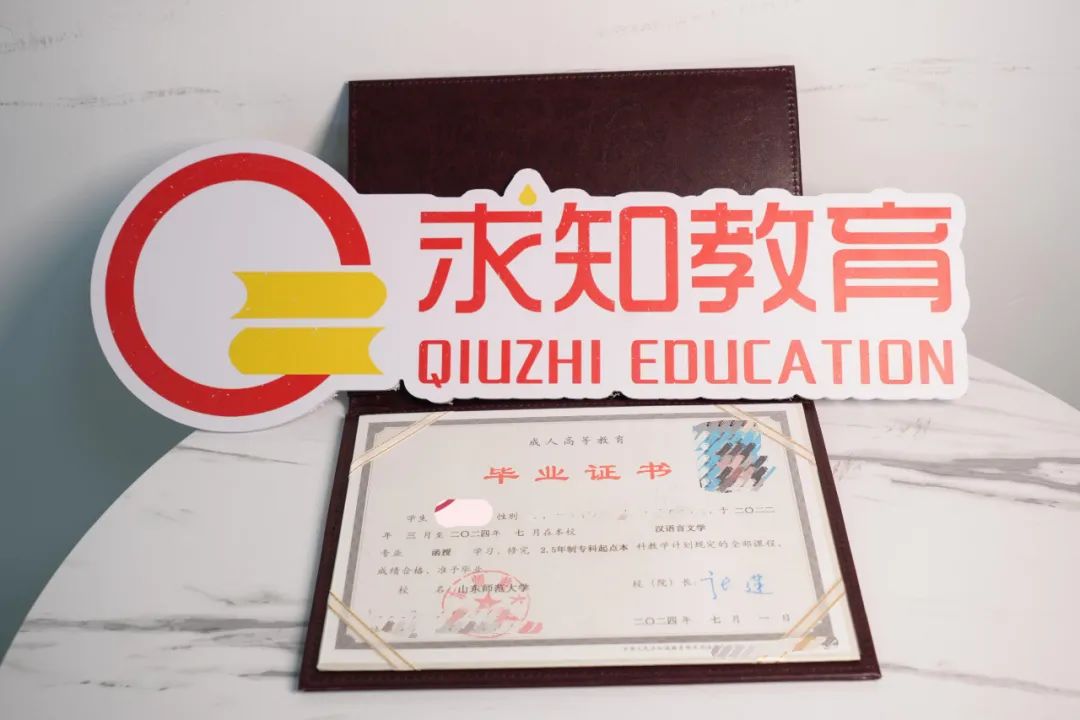 求知教育
QIUZHI EDUCATION
成人高等教育
毕业证书
学生 性别 于 二〇二二
年 三 月至 二〇二四年 七 月在本校 汉语言文学
专业 函授 学习，修完 2.5年制专科起点本 科教学计划规定的全部课程，
成绩合格，准予毕业。
校 名：山东师范大学 校（院）长：
二〇二四年 七 月 一 日